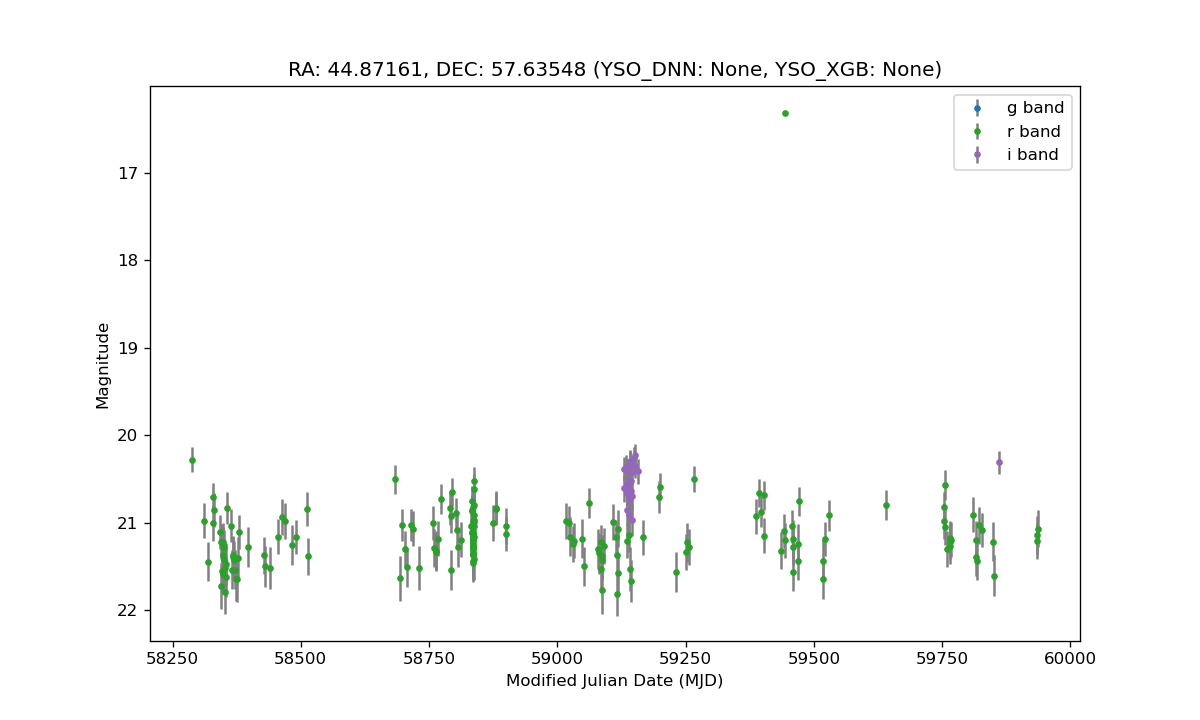 RA: 44.87161, DEC: 57.63548 (YSO_DNN: None, YSO_XGB: None)
g band
r band
i band
17
18
19
20
21
22
Magnitude
58250 58500 58750 59000 59250 59500 59750 60000
Modified Julian Date (MJD)